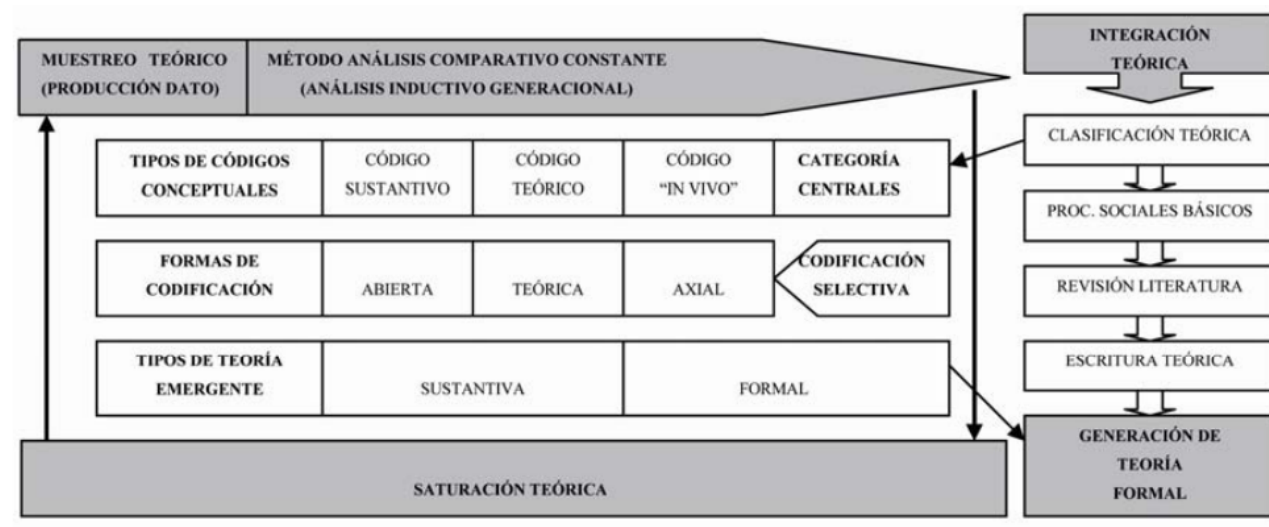 MUESTREO TEÓRICO
(PRODUCCIÓN DATO)
MÉTODO ANÁLISIS COMPARATIVO CONSTANTE
(ANÁLISIS INDUCTIVO GENERACIONAL)
TIPOS DE CÓDIGOS
CONCEPTUALES
CÓDIGO
SUSTANTIVO
CÓDIGO
TEÓRICO
CÓDIGO
“IN VIVO”
CATEGORÍA
CENTRALES
FORMAS DE
CODIFICACIÓN
ABIERTA
TEÓRICA
AXIAL
CODIFICACIÓN
SELECTIVA
TIPOS DE TEORÍA
EMERGENTE
SUSTANTIVA
FORMAL
SATURACIÓN TEÓRICA
INTEGRACIÓN
TEÓRICA
CLASIFICACIÓN TEÓRICA
PROC. SOCIALES BÁSICOS
REVISIÓN LITERATURA
ESCRITURA TEÓRICA
GENERACIÓN DE
TEORÍA
FORMAL